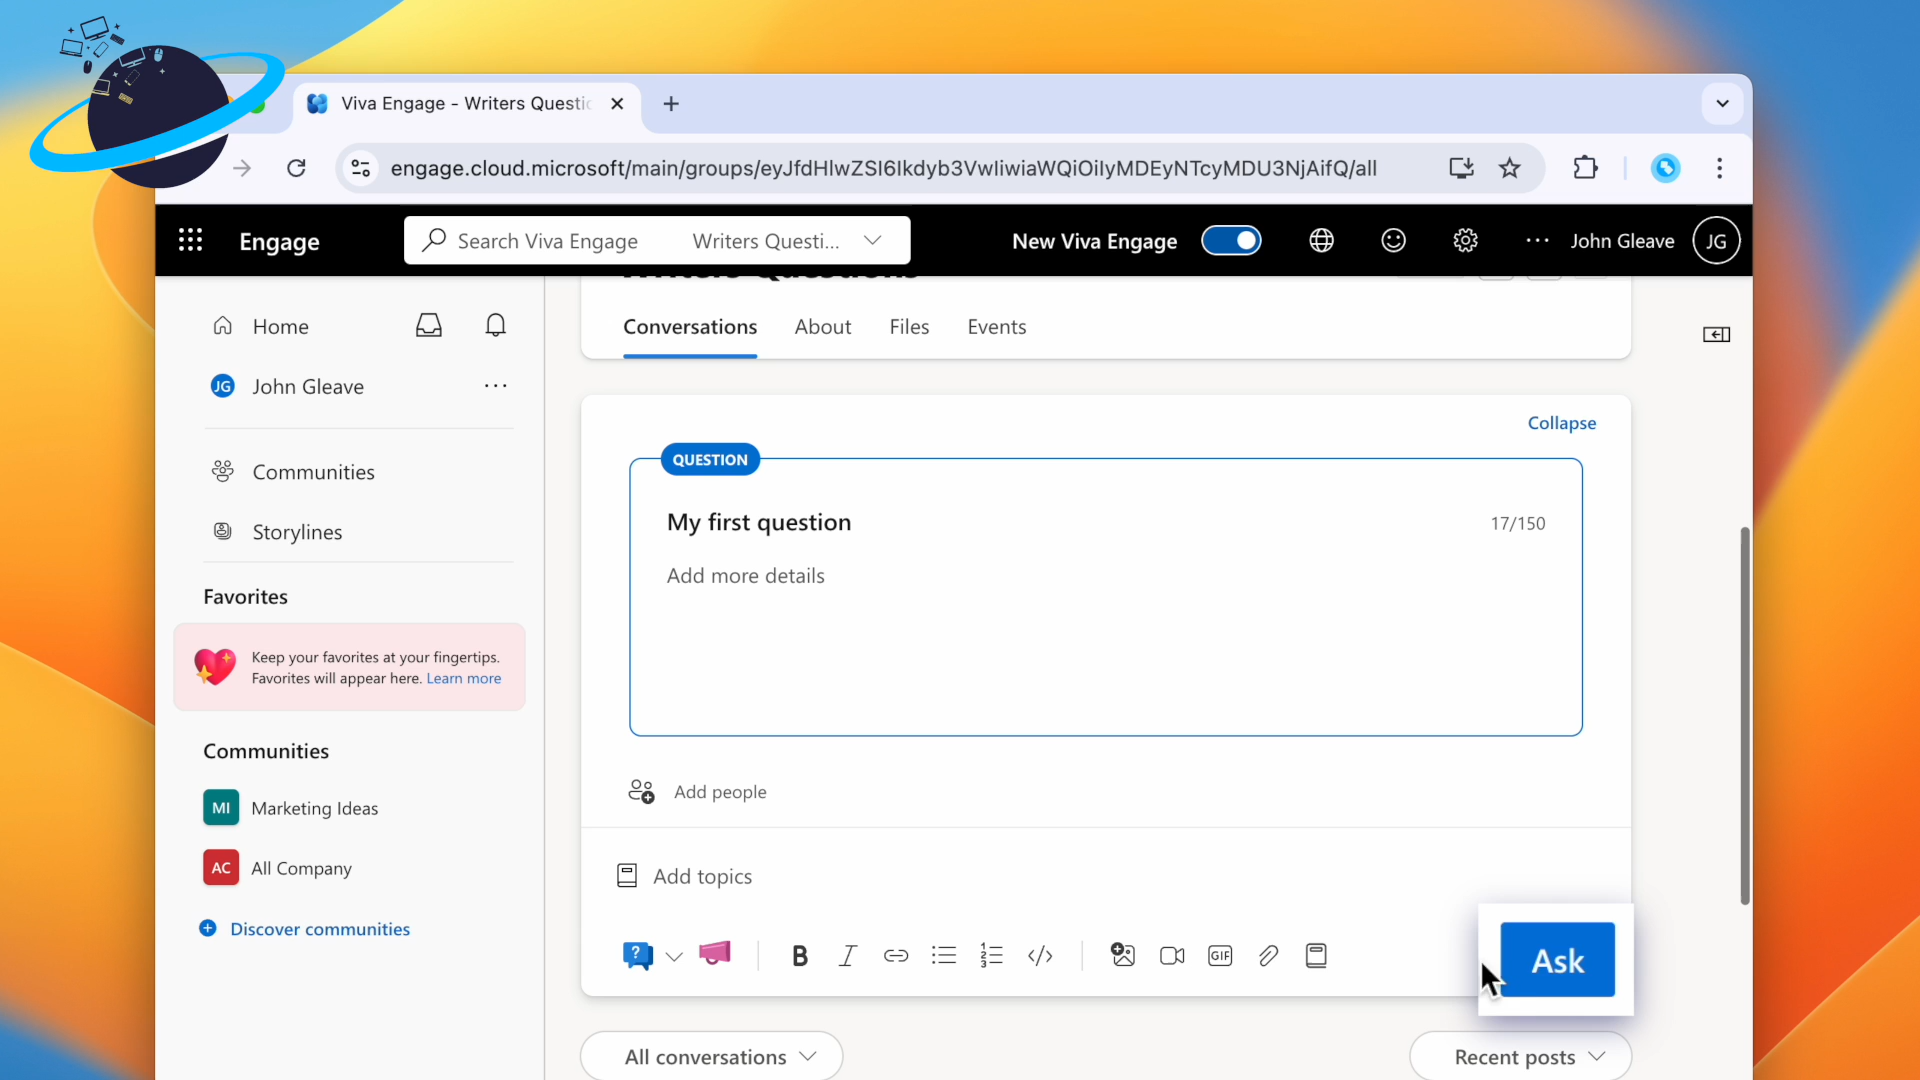 Viva Engage - Writers Questi
engage.cloud.microsoft/main/groups/eyJfdHlwZSI6Ikdyb3VwIiwiaWQiOiIyMDEyNTcyMDU3NjAifQ/all
Engage
Search Viva Engage
Writers Questi...
New Viva Engage
John Gleave
JG
Writers Questions
Home
JG
John Gleave
Communities
Storylines
Favorites
Keep your favorites at your fingertips.
Favorites will appear here. Learn more
Communities
MI
Marketing Ideas
AC
All Company
Discover communities
Conversations
About
Files
Events
Collapse
QUESTION
My first question
17/150
Add more details
Add people
Add topics
B
I
GIF
Ask
All conversations
Recent posts